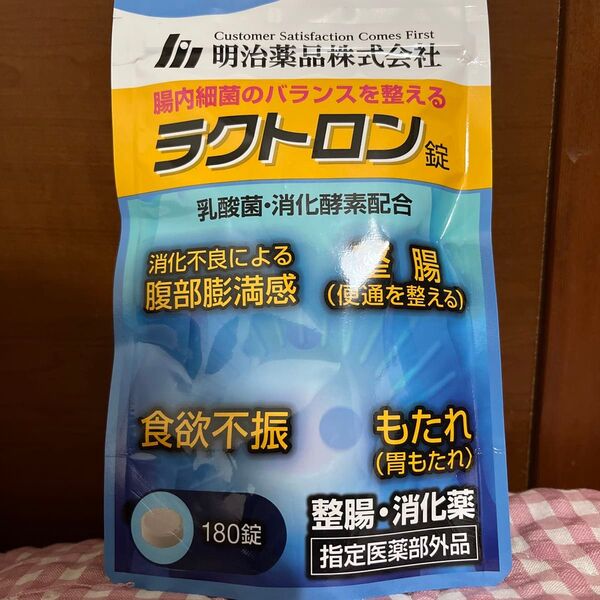 Customer Satisfaction Comes First
明治薬品株式会社
腸内細菌のバランスを整える
ラクトロン錠
乳酸菌・消化酵素配合
消化不良による
腹部膨満感
整腸
(便通を整える)
食欲不振
もたれ
(胃もたれ)
180錠
整腸・消化薬
指定医薬部外品